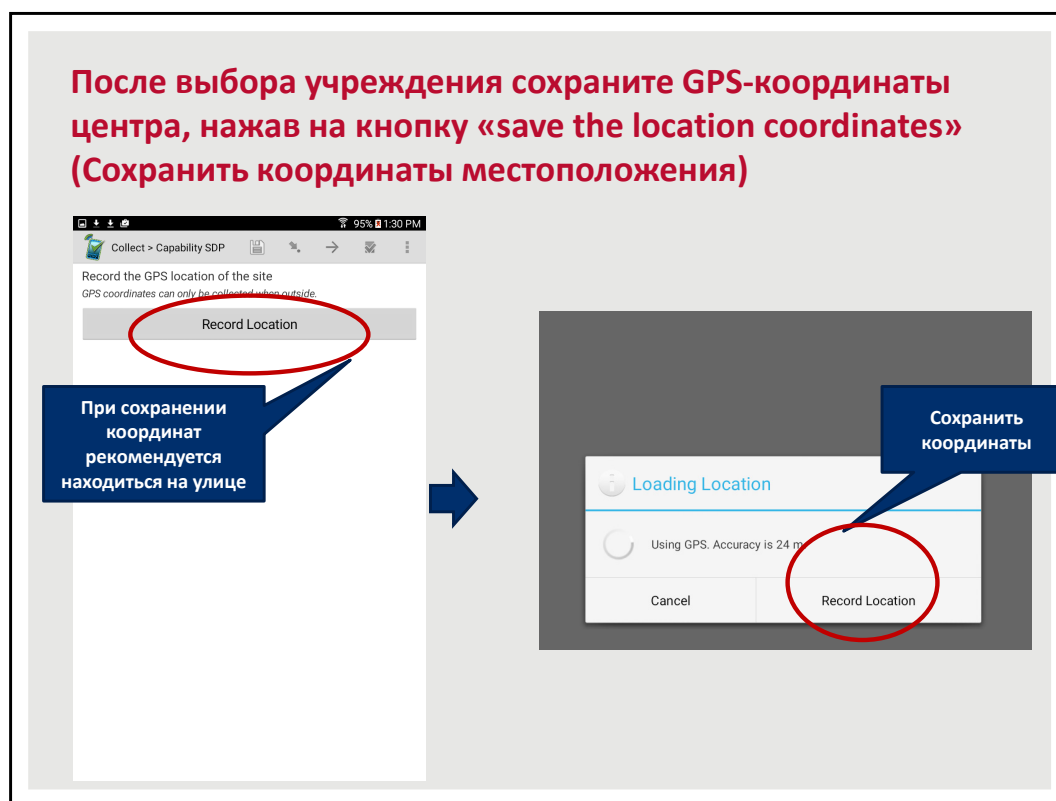 После выбора учреждения сохраните GPS-координаты
центра, нажав на кнопку «save the location coordinates»
(Сохранить координаты местоположения)
95% 1:30 PM
Collect > Capability SDP
Record the GPS location of the site
GPS coordinates can only be collected when outside.
Record Location
При сохранении
координат
рекомендуется
находиться на улице
Сохранить
координаты
Loading Location
Using GPS. Accuracy is 24 m
Cancel
Record Location